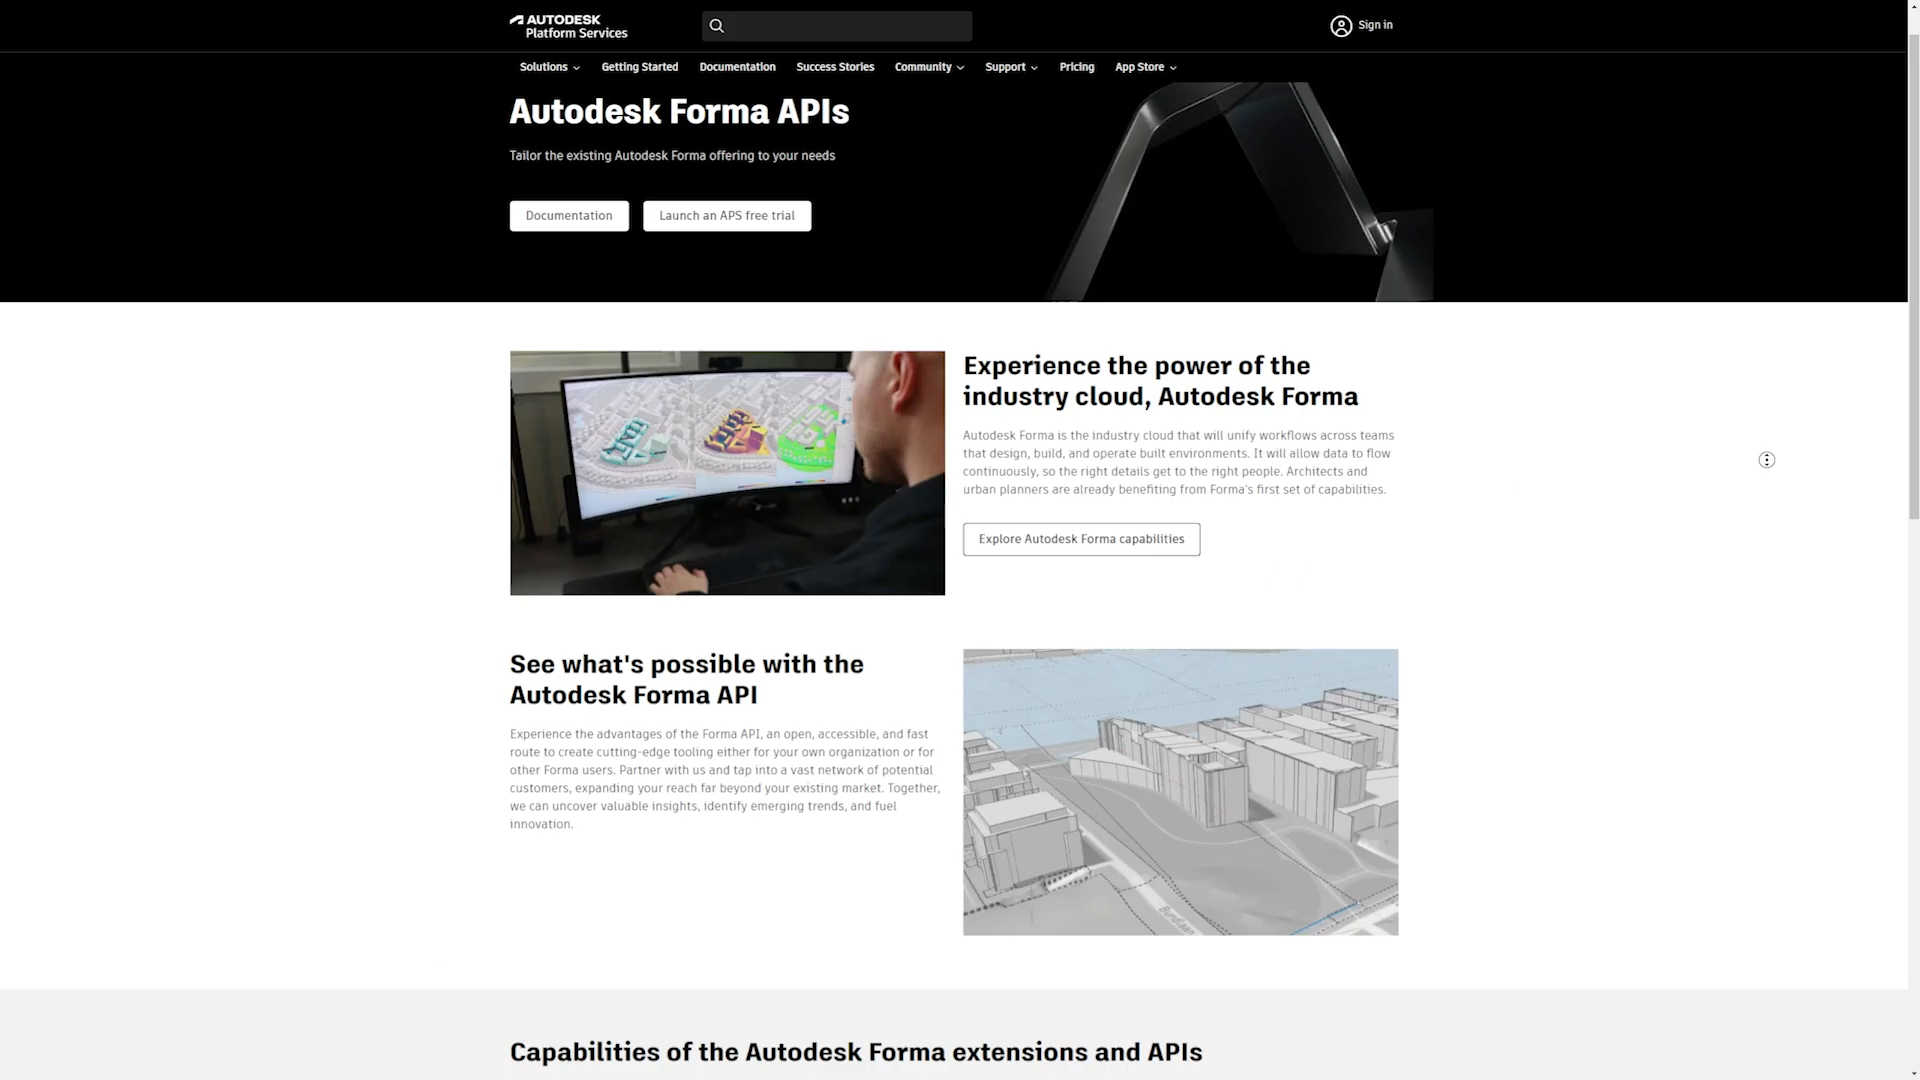 AUTODESK
Platform Services
Sign in
Solutions
Getting Started
Documentation
Success Stories
Community
Support
Pricing
App Store
Autodesk Forma APIs
Tailor the existing Autodesk Forma offering to your needs
Documentation
Launch an APS free trial
Experience the power of the
industry cloud, Autodesk Forma
Autodesk Forma is the industry cloud that will unify workflows across teams
that design, build, and operate built environments. It will allow data to flow
continuously, so the right details get to the right people. Architects and
urban planners are already benefiting from Forma's first set of capabilities.
Explore Autodesk Forma capabilities
See what's possible with the
Autodesk Forma API
Experience the advantages of the Forma API, an open, accessible, and fast
route to create cutting-edge tooling either for your own organization or for
other Forma users. Partner with us and tap into a vast network of potential
customers, expanding your reach far beyond your existing market. Together,
we can uncover valuable insights, identify emerging trends, and fuel
innovation.
Capabilities of the Autodesk Forma extensions and APIs